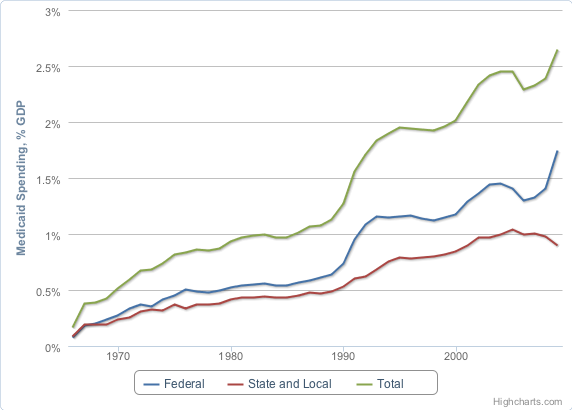 3%
2.5%
2%
1.5%
1%
0.5%
0%
Medicaid Spending, % GDP
1970 1980 1990 2000
Federal State and Local Total
Highcharts.com